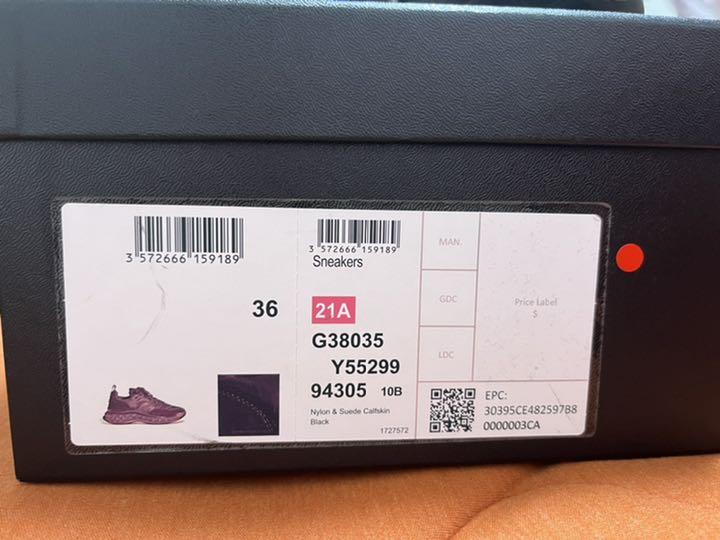 3 572666 159189
36
3 572666 159189
Sneakers
21A
G38035
Y55299
94305 10B
Nylon & Suede Calfskin
Black
1727572
MAN.
GDC
LDC
Price Label
$
EPC:
30395CE482597B8
0000003CA